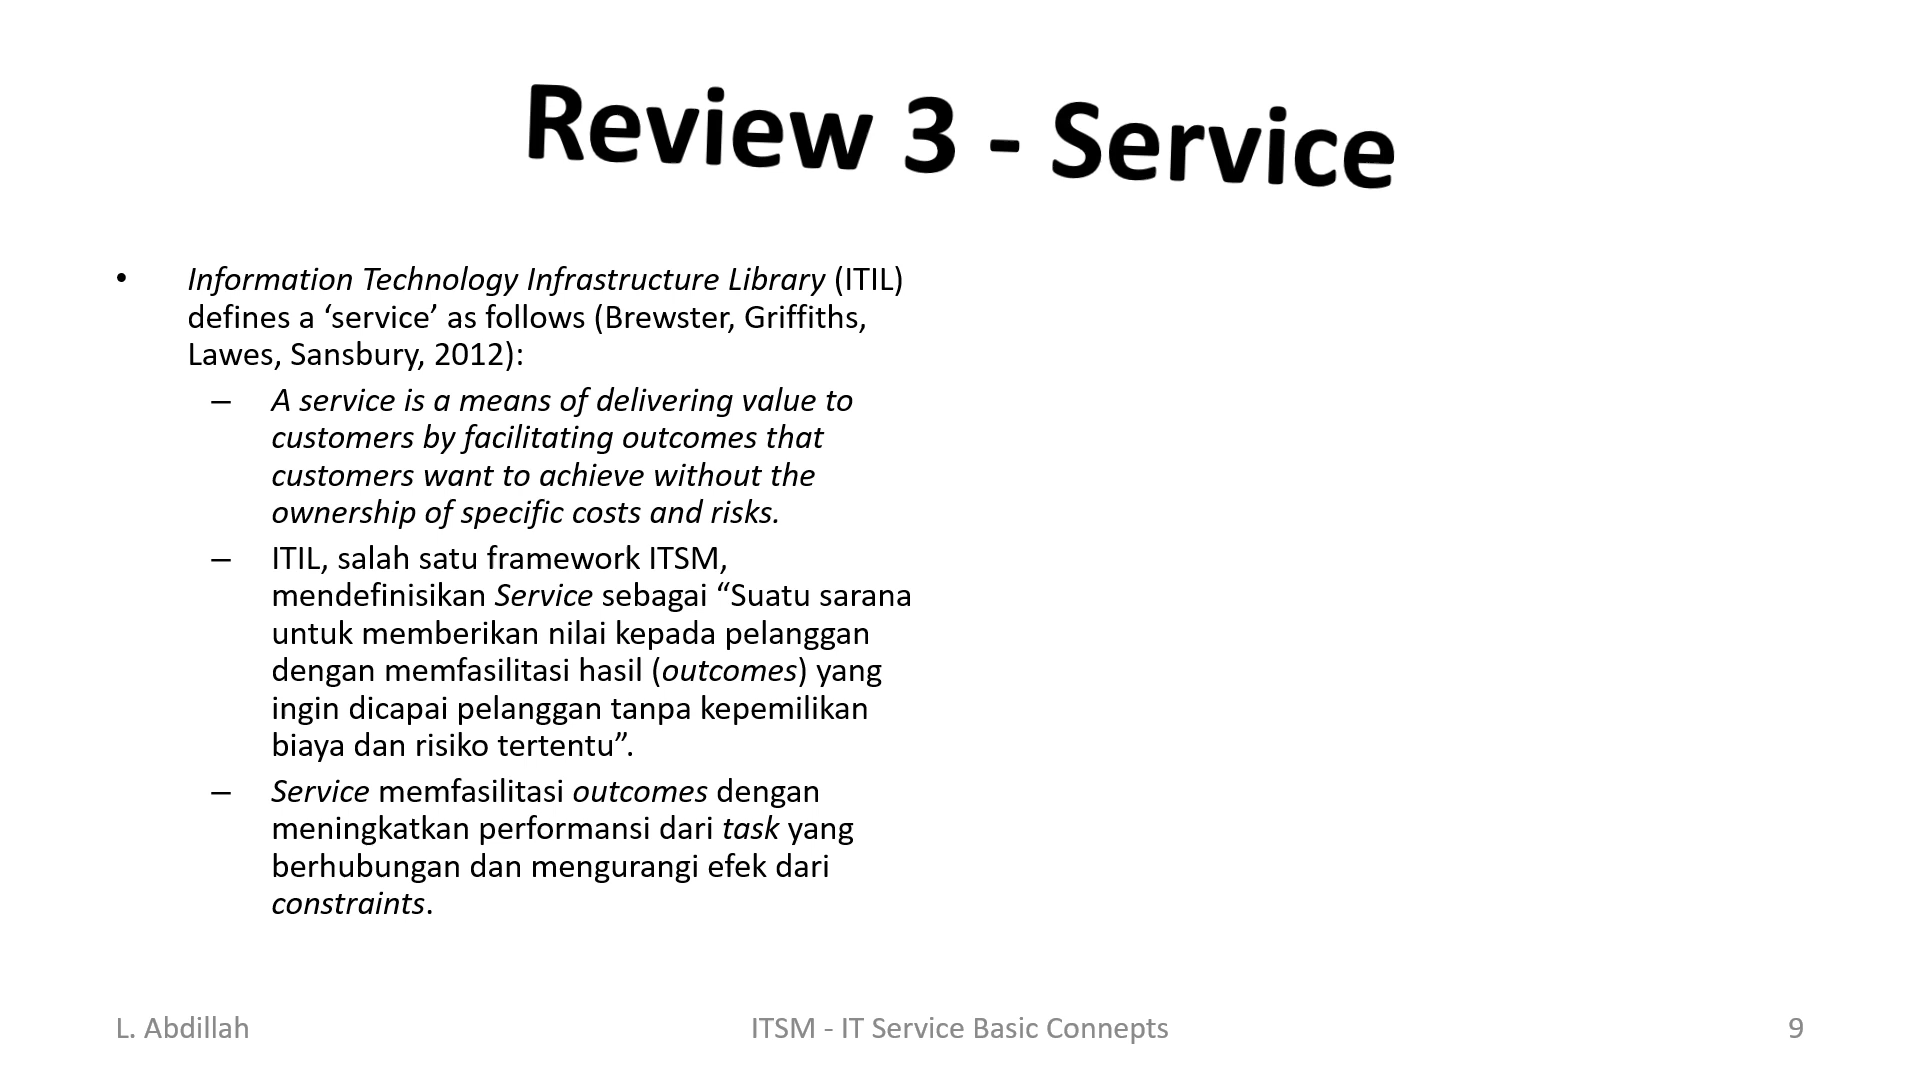 Review 3 - Service
• Information Technology Infrastructure Library (ITIL)
defines a ‘service’ as follows (Brewster, Griffiths,
Lawes, Sansbury, 2012):
– A service is a means of delivering value to
customers by facilitating outcomes that
customers want to achieve without the
ownership of specific costs and risks.
– ITIL, salah satu framework ITSM,
mendefinisikan Service sebagai “Suatu sarana
untuk memberikan nilai kepada pelanggan
dengan memfasilitasi hasil (outcomes) yang
ingin dicapai pelanggan tanpa kepemilikan
biaya dan risiko tertentu”.
– Service memfasilitasi outcomes dengan
meningkatkan performansi dari task yang
berhubungan dan mengurangi efek dari
constraints.
L. Abdillah
ITSM - IT Service Basic Connepts
9